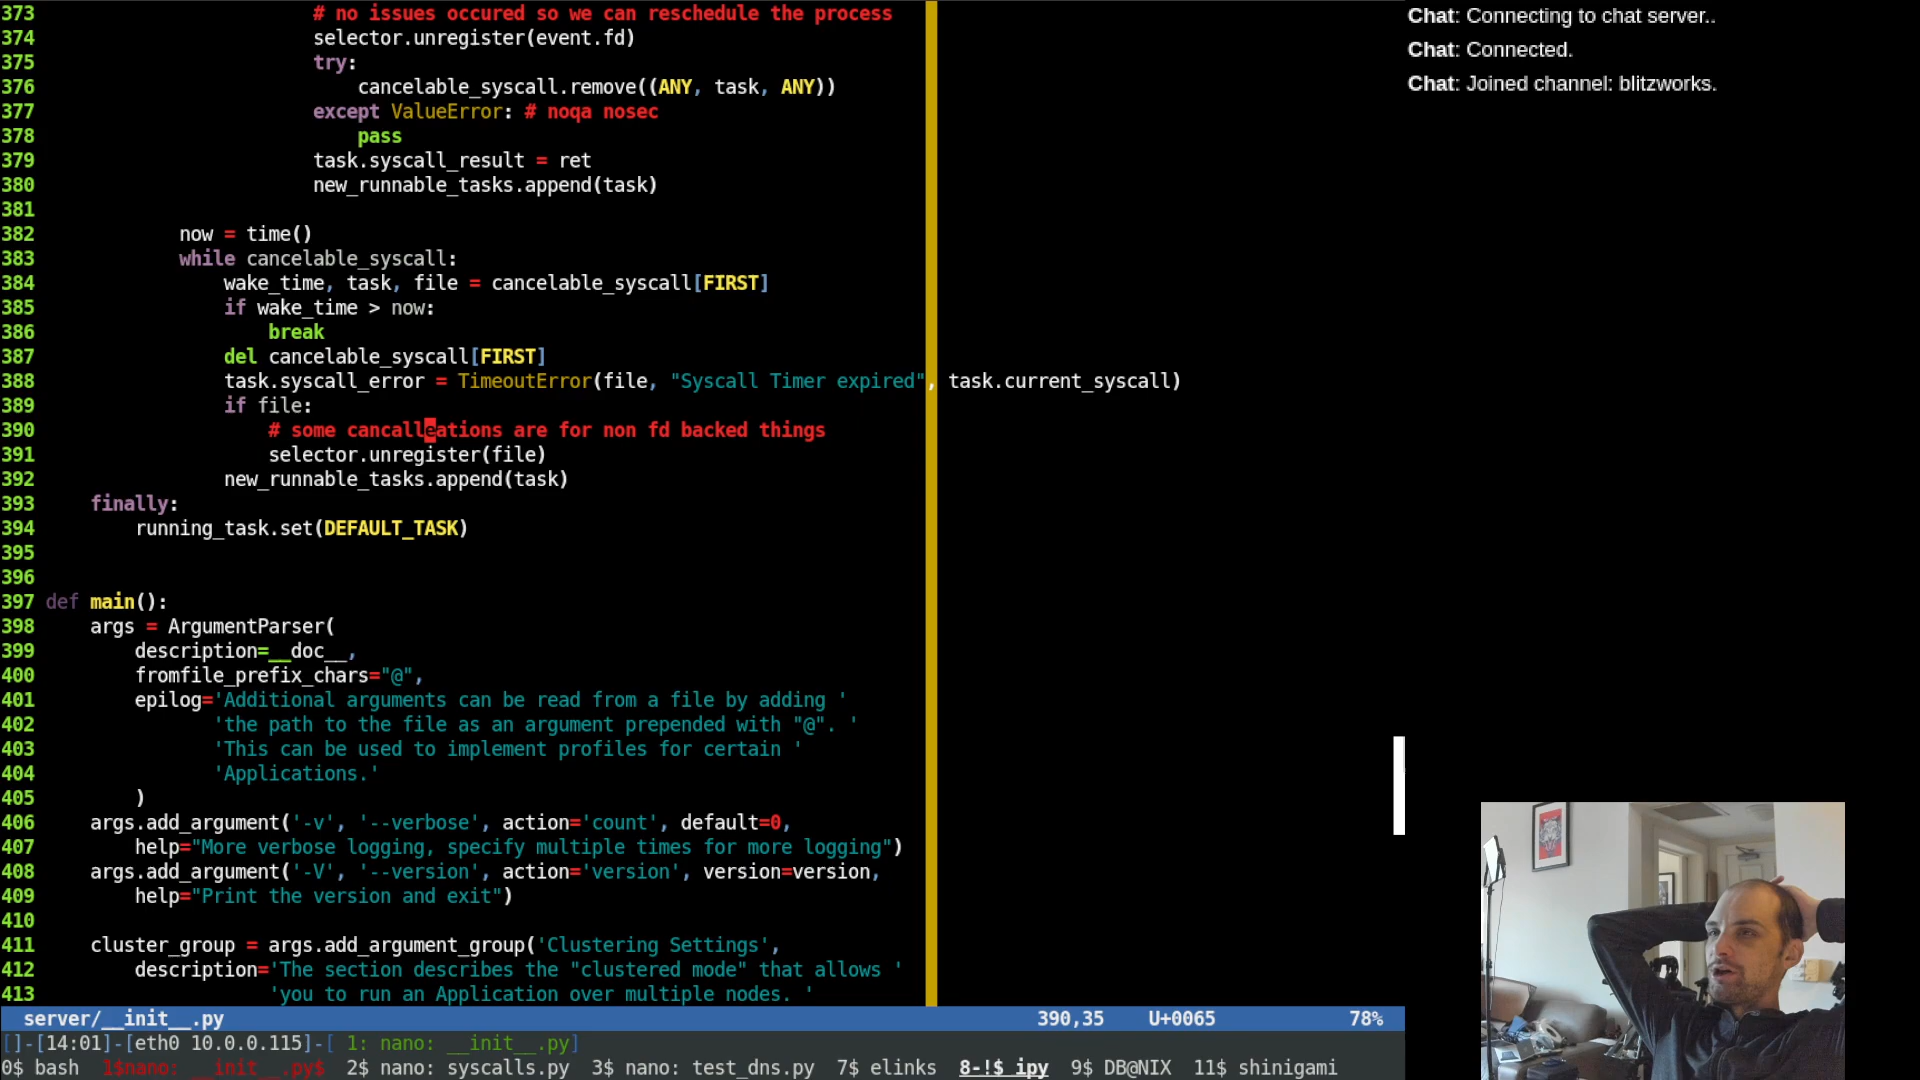 373 # no issues occured so we can reschedule the process
374 selector.unregister(event.fd)
375 try:
376 cancelable_syscall.remove((ANY, task, ANY))
377 except ValueError: # noqa nosec
378 pass
379 task.syscall_result = ret
380 new_runnable_tasks.append(task)
381
382 now = time()
383 while cancelable_syscall:
384 wake_time, task, file = cancelable_syscall[FIRST]
385 if wake_time > now:
386 break
387 del cancelable_syscall[FIRST]
388 task.syscall_error = TimeoutError(file, "Syscall Timer expired", task.current_syscall)
389 if file:
390 # some cancalleations are for non fd backed things
391 selector.unregister(file)
392 new_runnable_tasks.append(task)
393 finally:
394 running_task.set(DEFAULT_TASK)
395
396
397 def main():
398 args = ArgumentParser(
399 description=__doc__,
400 fromfile_prefix_chars="@",
401 epilog='Additional arguments can be read from a file by adding '
402 'the path to the file as an argument prepended with "@". '
403 'This can be used to implement profiles for certain '
404 'Applications.'
405 )
406 args.add_argument('-v', '--verbose', action='count', default=0,
407 help="More verbose logging, specify multiple times for more logging")
408 args.add_argument('-V', '--version', action='version', version=version,
409 help="Print the version and exit")
410
411 cluster_group = args.add_argument_group('Clustering Settings',
412 description='The section describes the "clustered mode" that allows '
413 'you to run an Application over multiple nodes. '
server/__init__.py 390,35 U+0065 78%
[]-[14:01]-[eth0 10.0.0.115]-[ 1: nano: __init__.py]
0$ bash 1$nano: __init__.py$ 2$ nano: syscalls.py 3$ nano: test_dns.py 7$ elinks 8-!$ ipy 9$ DB@NIX 11$ shinigami
Chat: Connecting to chat server..
Chat: Connected.
Chat: Joined channel: blitzworks.